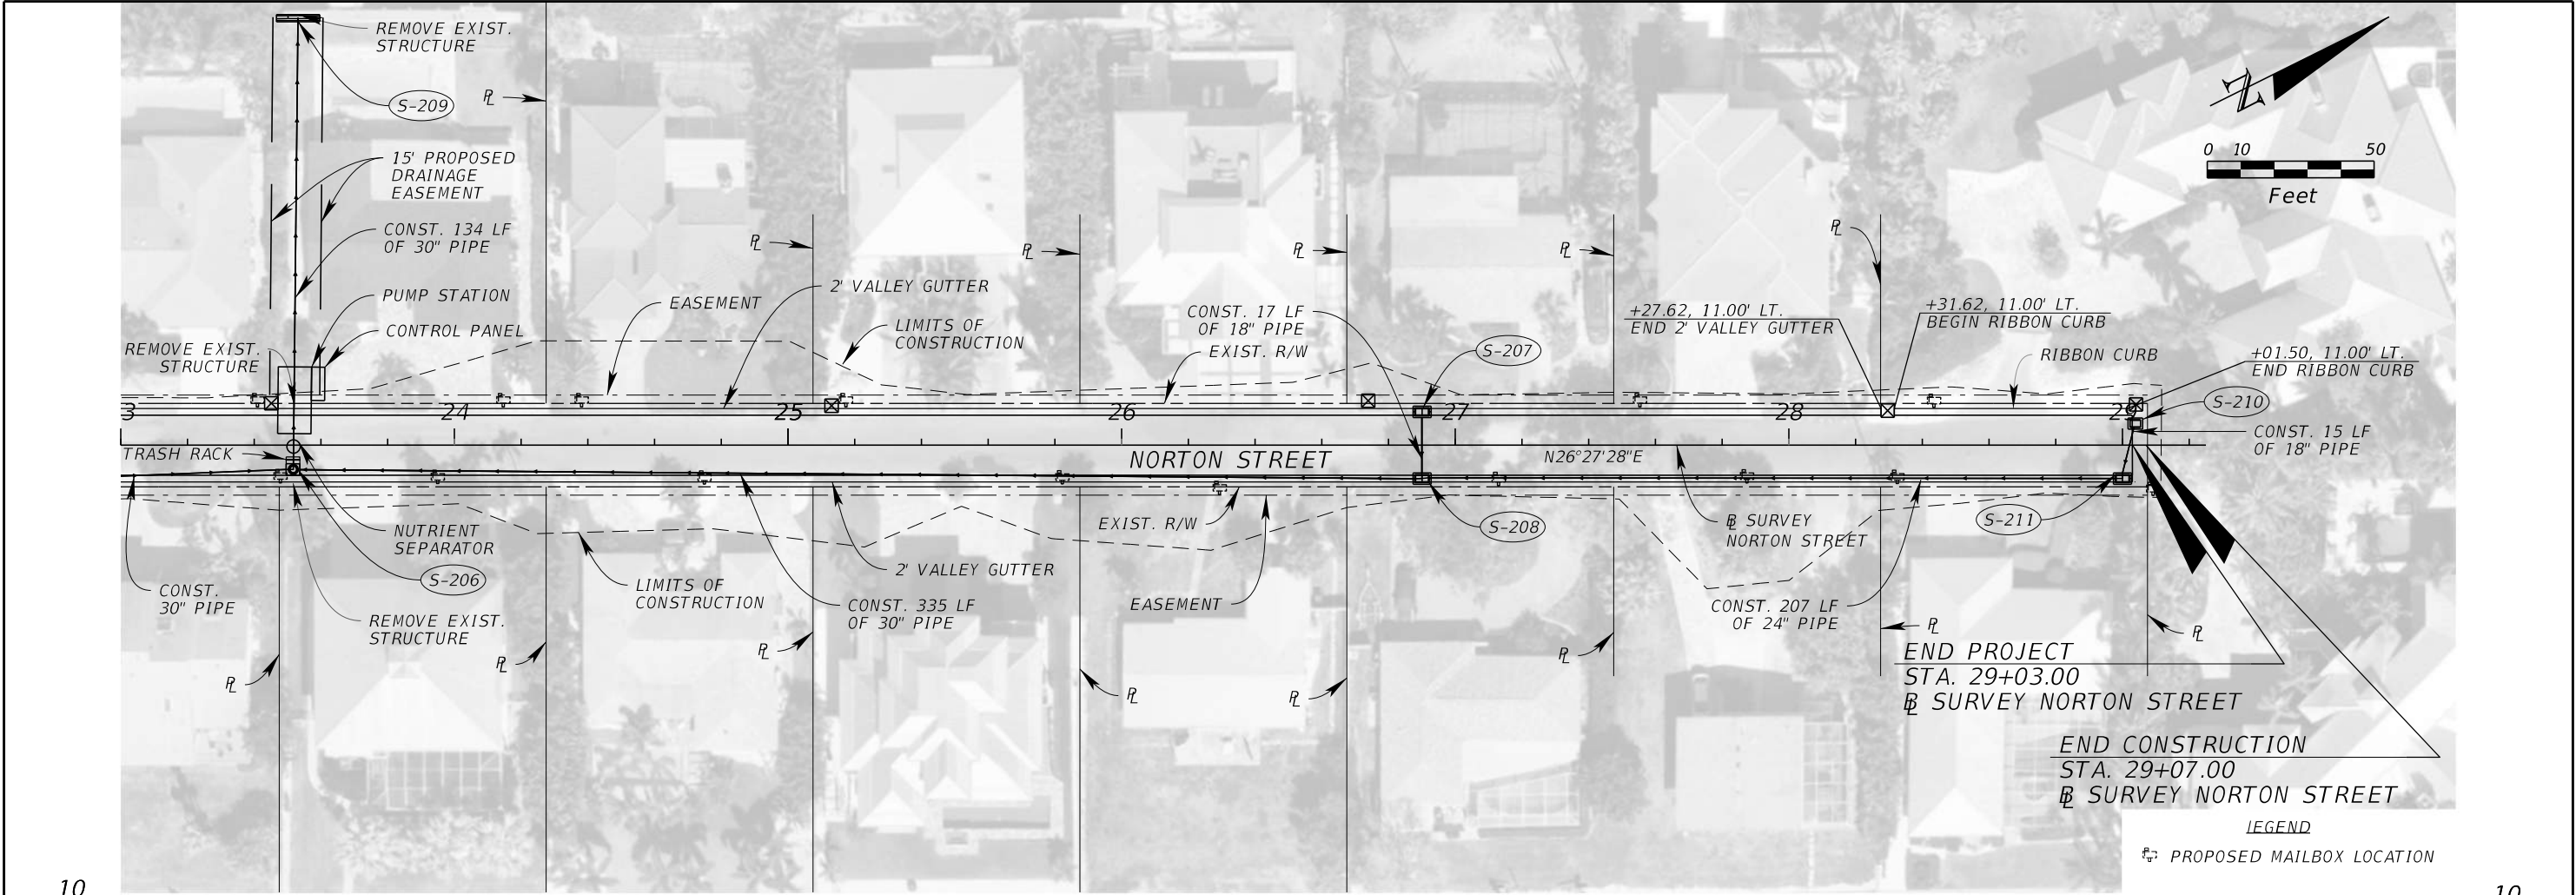 REMOVE EXIST.
STRUCTURE
S-209
PL
15' PROPOSED
DRAINAGE
EASEMENT
CONST. 134 LF
OF 30" PIPE
PUMP STATION
CONTROL PANEL
REMOVE EXIST.
STRUCTURE
EASEMENT
PL
2' VALLEY GUTTER
LIMITS OF
CONSTRUCTION
PL
CONST. 17 LF
OF 18" PIPE
EXIST. R/W
PL
S-207
PL
+27.62, 11.00' LT.
END 2' VALLEY GUTTER
PL
+31.62, 11.00' LT.
BEGIN RIBBON CURB
RIBBON CURB
N
0 10 50
Feet
+01.50, 11.00' LT.
END RIBBON CURB
S-210
CONST. 15 LF
OF 18" PIPE
3 24 25 26 27 28 29
TRASH RACK
NORTON STREET
N26°27'28"E
NUTRIENT
SEPARATOR
S-206
CONST.
30" PIPE
REMOVE EXIST.
STRUCTURE
PL
LIMITS OF
CONSTRUCTION
PL
2' VALLEY GUTTER
CONST. 335 LF
OF 30" PIPE
PL
EXIST. R/W
EASEMENT
PL
PL
S-208
PL
BL SURVEY
NORTON STREET
S-211
CONST. 207 LF
OF 24" PIPE
PL
PL
END PROJECT
STA. 29+03.00
BL SURVEY NORTON STREET
END CONSTRUCTION
STA. 29+07.00
BL SURVEY NORTON STREET
LEGEND
PROPOSED MAILBOX LOCATION
10 10